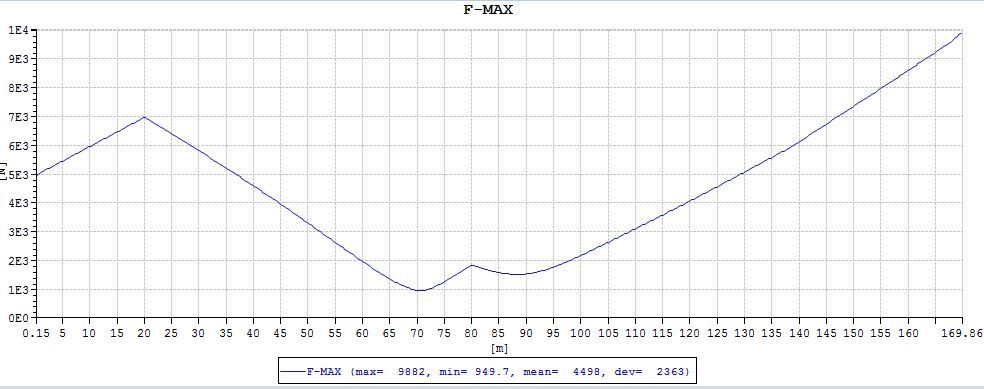 F-MAX
1E4
9E3
8E3
7E3
6E3
5E3
4E3
3E3
2E3
1E3
0E0
0.15 5 10 15 20 25 30 35 40 45 50 55 60 65 70 75 80 85 90 95 100 105 110 115 120 125 130 135 140 145 150 155 160 169.86
[m]
F-MAX (max= 9882, min= 949.7, mean= 4498, dev= 2363)